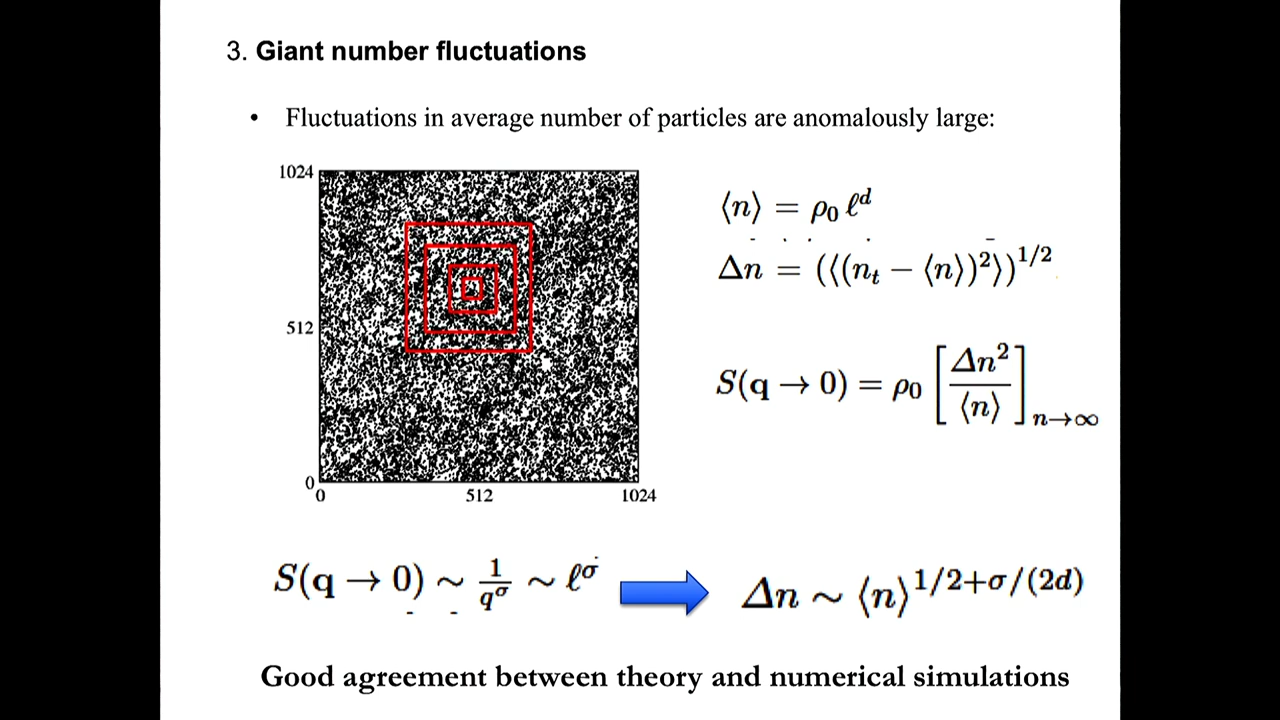 3. Giant number fluctuations
• Fluctuations in average number of particles are anomalously large:
1024
512
0
0 512 1024
⟨n⟩ = ρ₀ ℓᵈ
Δn = (⟨(nₜ − ⟨n⟩)²⟩)^1/2
S(q → 0) = ρ₀ [Δn²/⟨n⟩]ₙ→∞
S(q → 0) ∼ 1/q^σ ∼ ℓ^σ
Δn ∼ ⟨n⟩^1/2+σ/(2d)
Good agreement between theory and numerical simulations